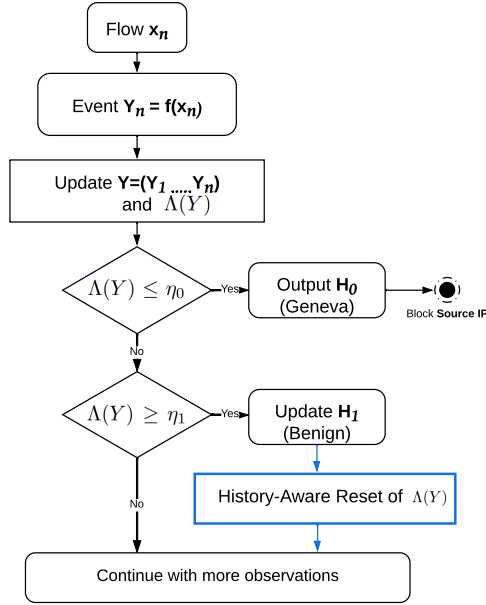 Flow xₙ
Event Yₙ = f(xₙ)
Update Y=(Y₁ ..... Yₙ)
and Λ(Y)
Λ(Y) ≤ η₀
Yes
Output H₀
(Geneva)
Block Source IP
No
Λ(Y) ≥ η₁
Yes
Update H₁
(Benign)
History-Aware Reset of Λ(Y)
No
Continue with more observations